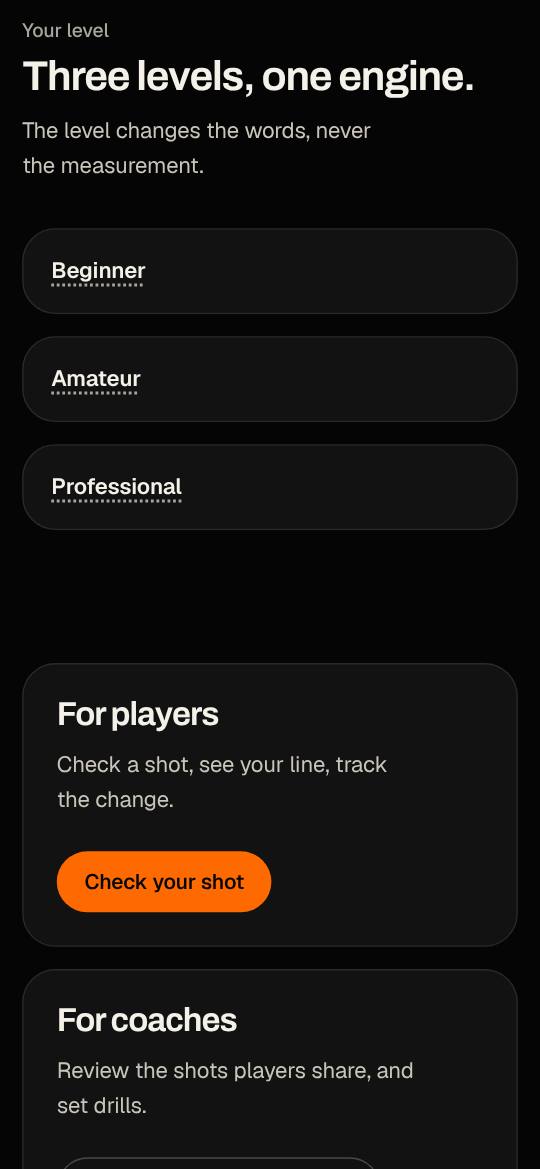 Your level
Three levels, one engine.
The level changes the words, never
the measurement.
Beginner
Amateur
Professional
For players
Check a shot, see your line, track
the change.
Check your shot
For coaches
Review the shots players share, and
set drills.